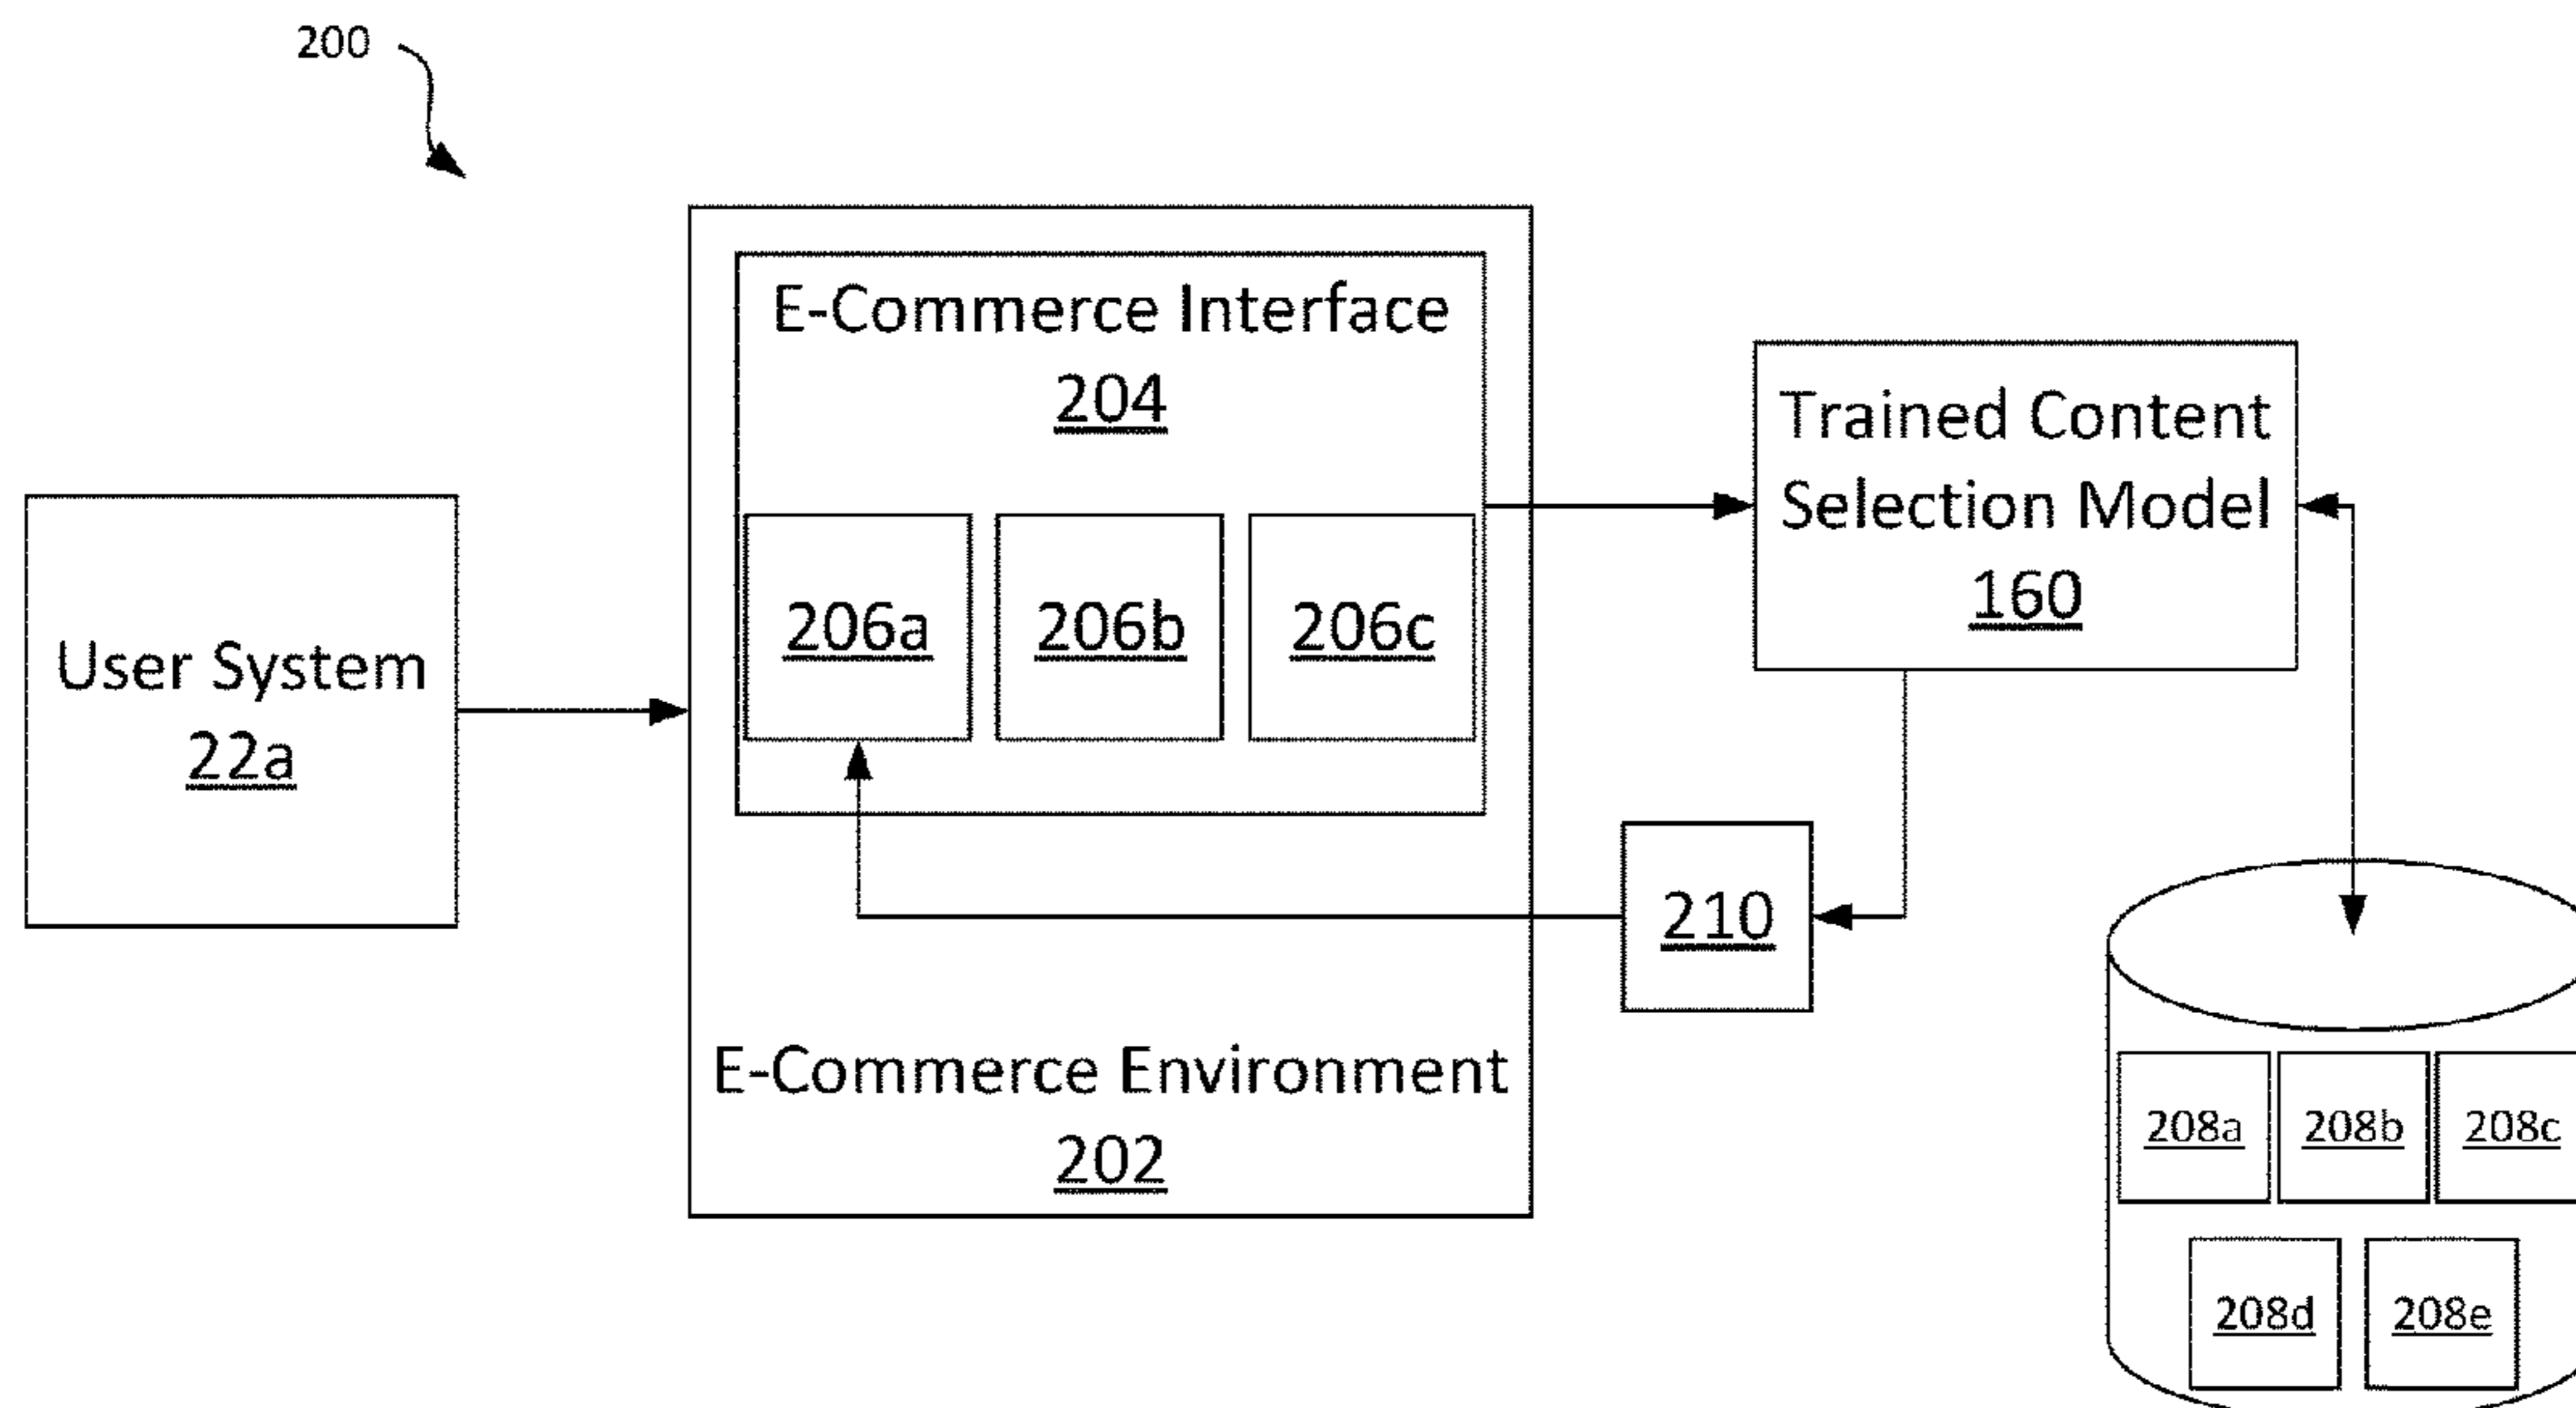 200
E-Commerce Interface
204
206a
206b
206c
User System
22a
Trained Content
Selection Model
160
210
E-Commerce Environment
202
208a
208b
208c
208d
208e